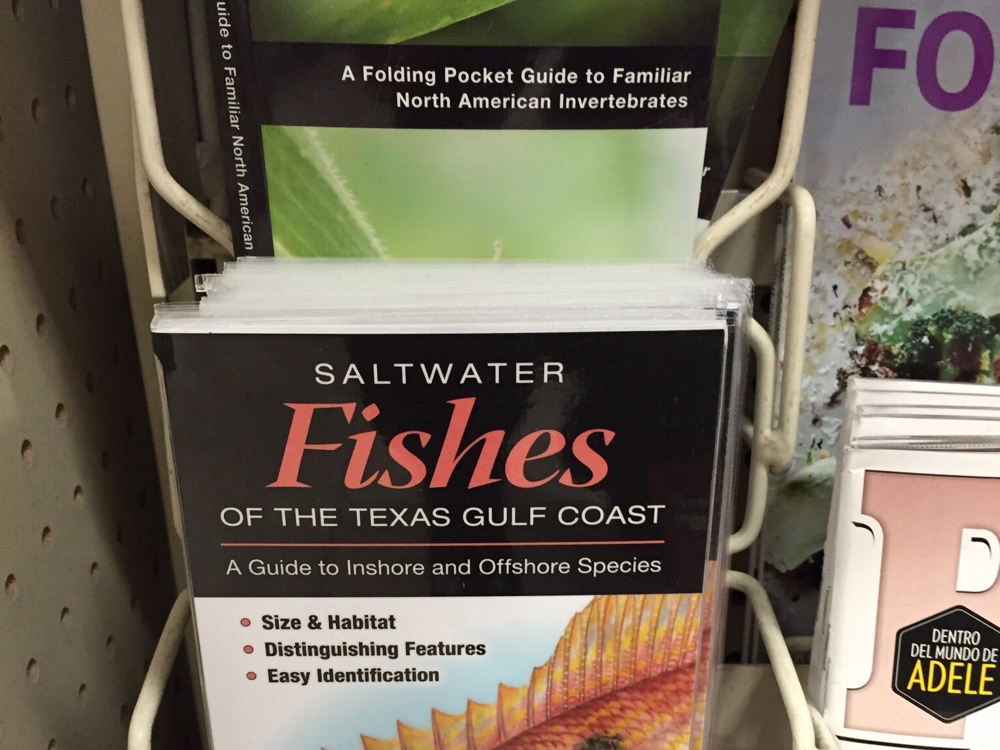 uide to Familiar North American
A Folding Pocket Guide to Familiar
North American Invertebrates
FO
SALTWATER
Fishes
OF THE TEXAS GULF COAST
A Guide to Inshore and Offshore Species
• Size & Habitat
• Distinguishing Features
• Easy Identification
DENTRO
DEL MUNDO DE
ADELE